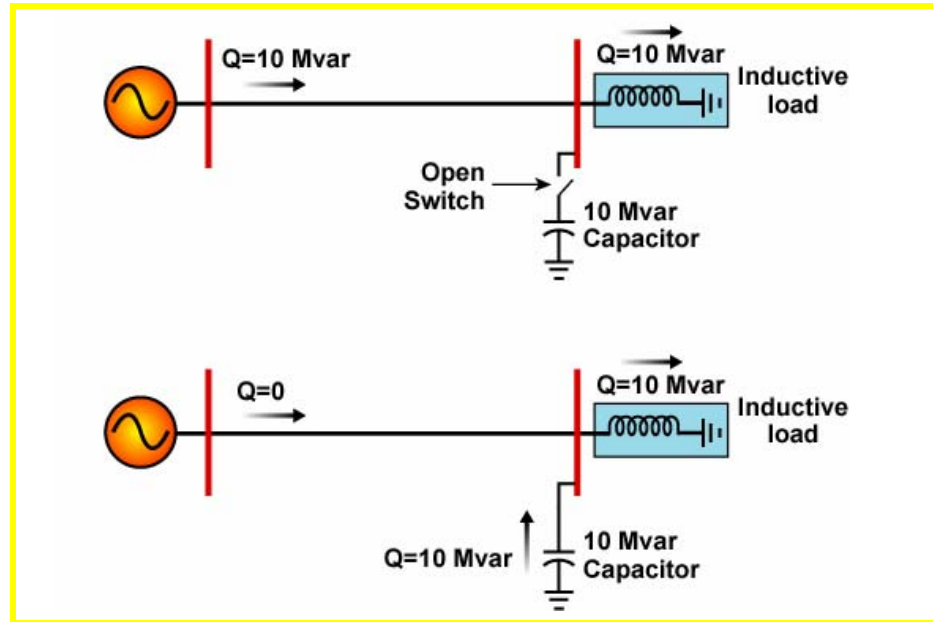 Q=10 Mvar
Q=10 Mvar
Inductive
load
Open
Switch
10 Mvar
Capacitor
Q=0
Q=10 Mvar
Inductive
load
Q=10 Mvar
10 Mvar
Capacitor